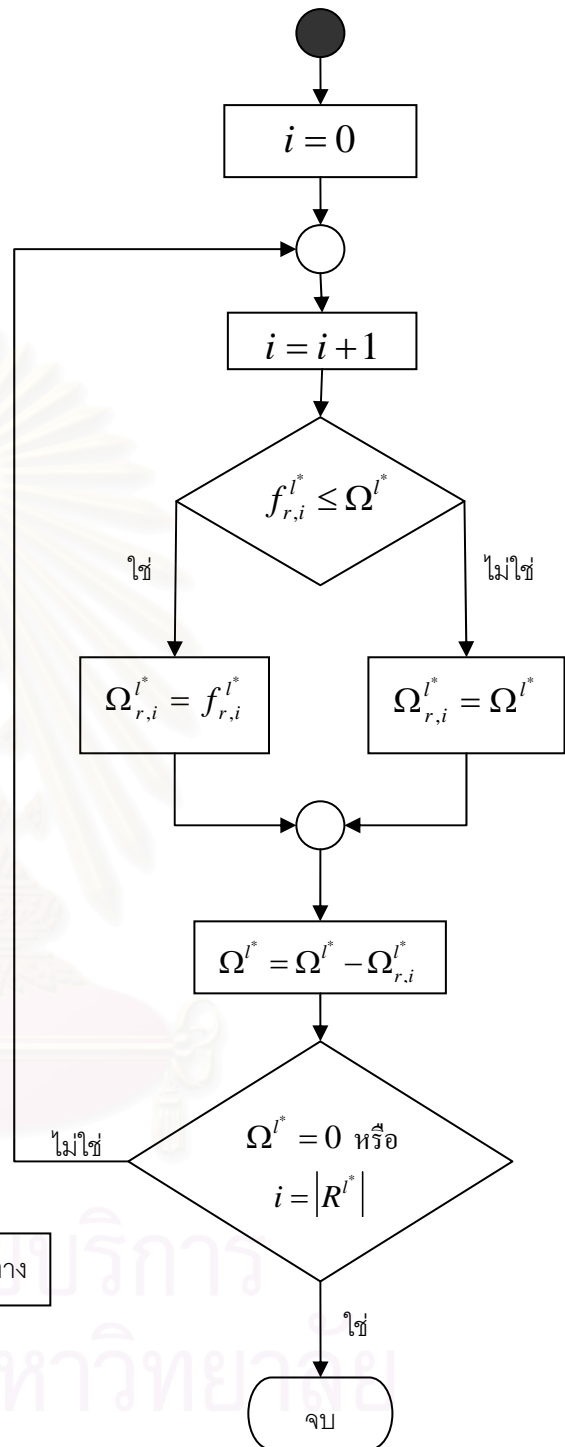 i = 0
i = i + 1
f_{r,i}^{l^*} ≤ Ω^{l^*}
ใช่
ไม่ใช่
Ω_{r,i}^{l^*} = f_{r,i}^{l^*}
Ω_{r,i}^{l^*} = Ω^{l^*}
Ω^{l^*} = Ω^{l^*} − Ω_{r,i}^{l^*}
ไม่ใช่
Ω^{l^*} = 0 หรือ
i = |R^{l^*}|
ใช่
จบ